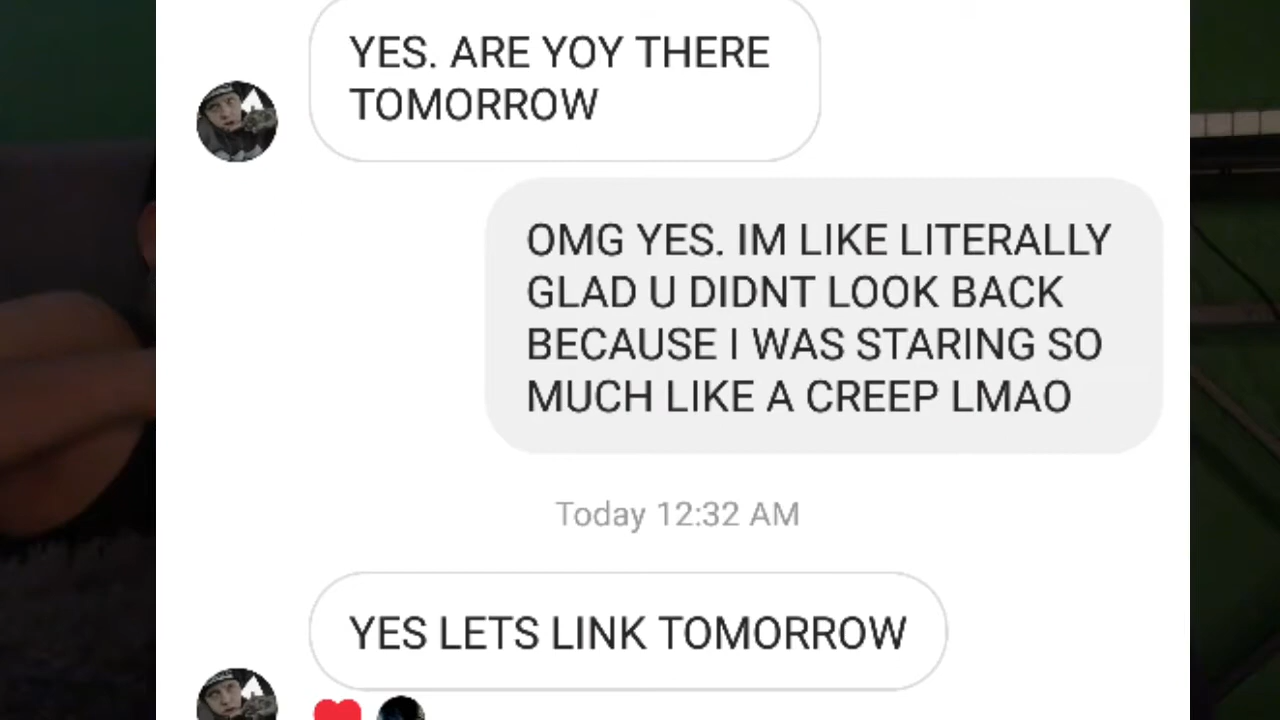 YES. ARE YOY THERE
TOMORROW
OMG YES. IM LIKE LITERALLY
GLAD U DIDNT LOOK BACK
BECAUSE I WAS STARING SO
MUCH LIKE A CREEP LMAO
Today 12:32 AM
YES LETS LINK TOMORROW